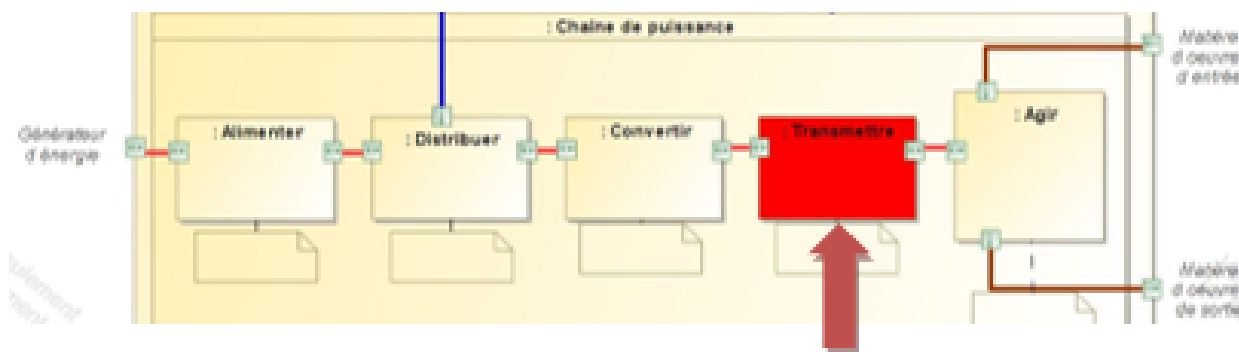 : Chaîne de puissance
Matière
d oeuvre
d entrée
Générateur
d énergie
: Alimenter
: Distribuer
: Convertir
: Transmettre
: Agir
Matière
d oeuvre
de sortie